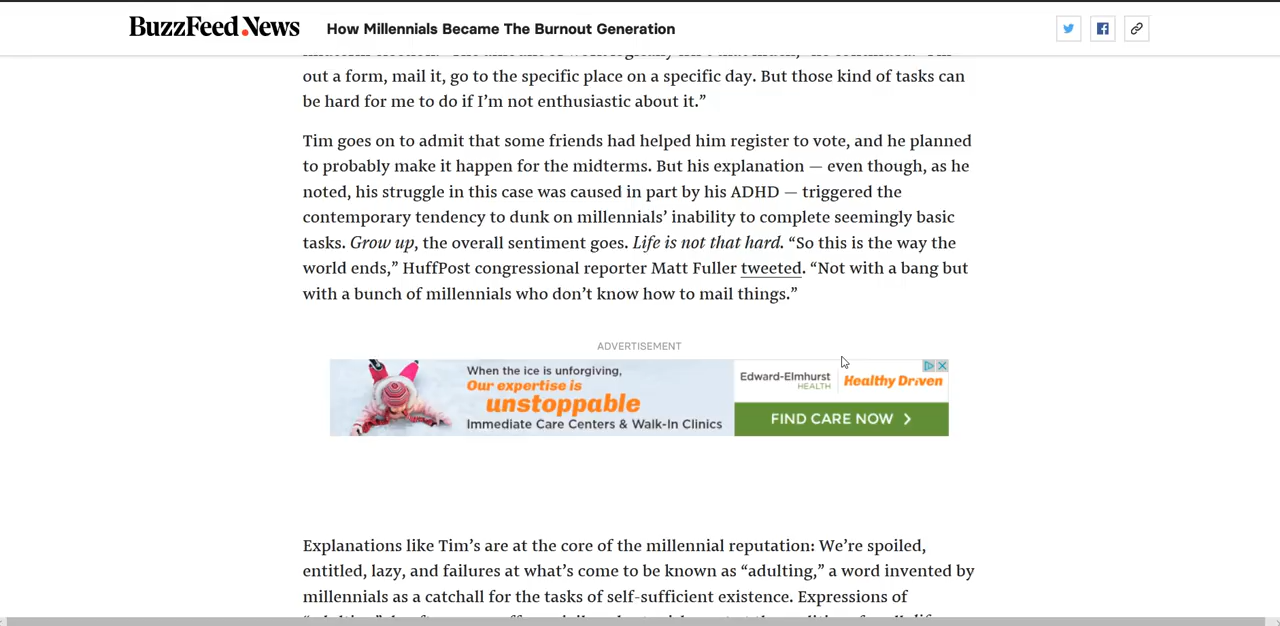 BuzzFeed News
How Millennials Became The Burnout Generation
out a form, mail it, go to the specific place on a specific day. But those kind of tasks can
be hard for me to do if I’m not enthusiastic about it.”
Tim goes on to admit that some friends had helped him register to vote, and he planned
to probably make it happen for the midterms. But his explanation — even though, as he
noted, his struggle in this case was caused in part by his ADHD — triggered the
contemporary tendency to dunk on millennials’ inability to complete seemingly basic
tasks. Grow up, the overall sentiment goes. Life is not that hard. “So this is the way the
world ends,” HuffPost congressional reporter Matt Fuller tweeted. “Not with a bang but
with a bunch of millennials who don’t know how to mail things.”
ADVERTISEMENT
When the ice is unforgiving,
Our expertise is
unstoppable
Immediate Care Centers & Walk-In Clinics
Edward-Elmhurst
HEALTH
Healthy Driven
FIND CARE NOW
Explanations like Tim’s are at the core of the millennial reputation: We’re spoiled,
entitled, lazy, and failures at what’s come to be known as “adulting,” a word invented by
millennials as a catchall for the tasks of self-sufficient existence. Expressions of